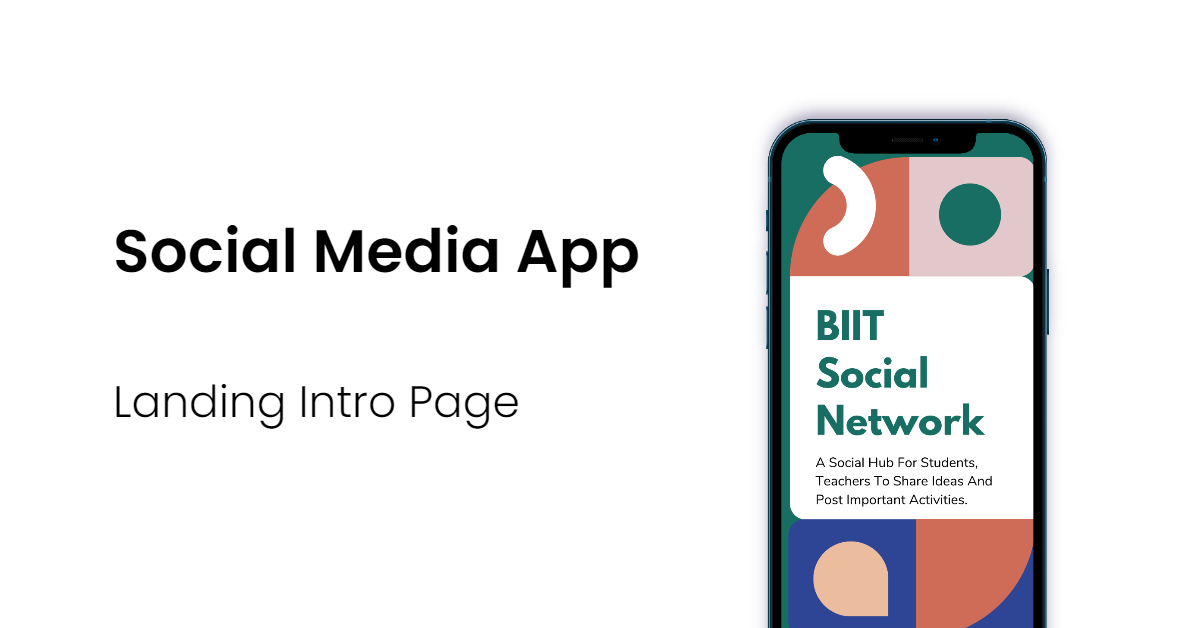 Social Media App
Landing Intro Page
BIIT
Social
Network
A Social Hub For Students,
Teachers To Share Ideas And
Post Important Activities.